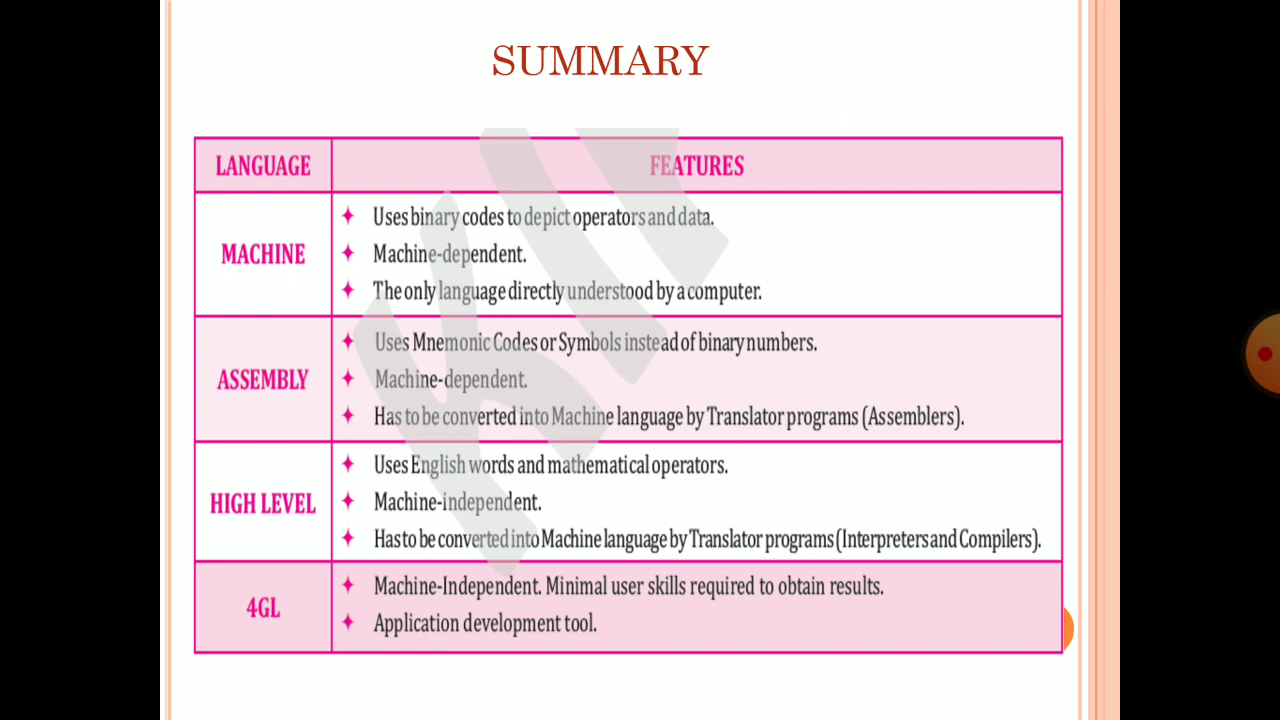 SUMMARY
LANGUAGE
FEATURES
MACHINE
Uses binary codes to depict operators and data.
Machine-dependent.
The only language directly understood by a computer.
ASSEMBLY
Uses Mnemonic Codes or Symbols instead of binary numbers.
Machine-dependent.
Has to be converted into Machine language by Translator programs (Assemblers).
HIGH LEVEL
Uses English words and mathematical operators.
Machine-independent.
Has to be converted into Machine language by Translator programs (Interpreters and Compilers).
4GL
Machine-Independent. Minimal user skills required to obtain results.
Application development tool.